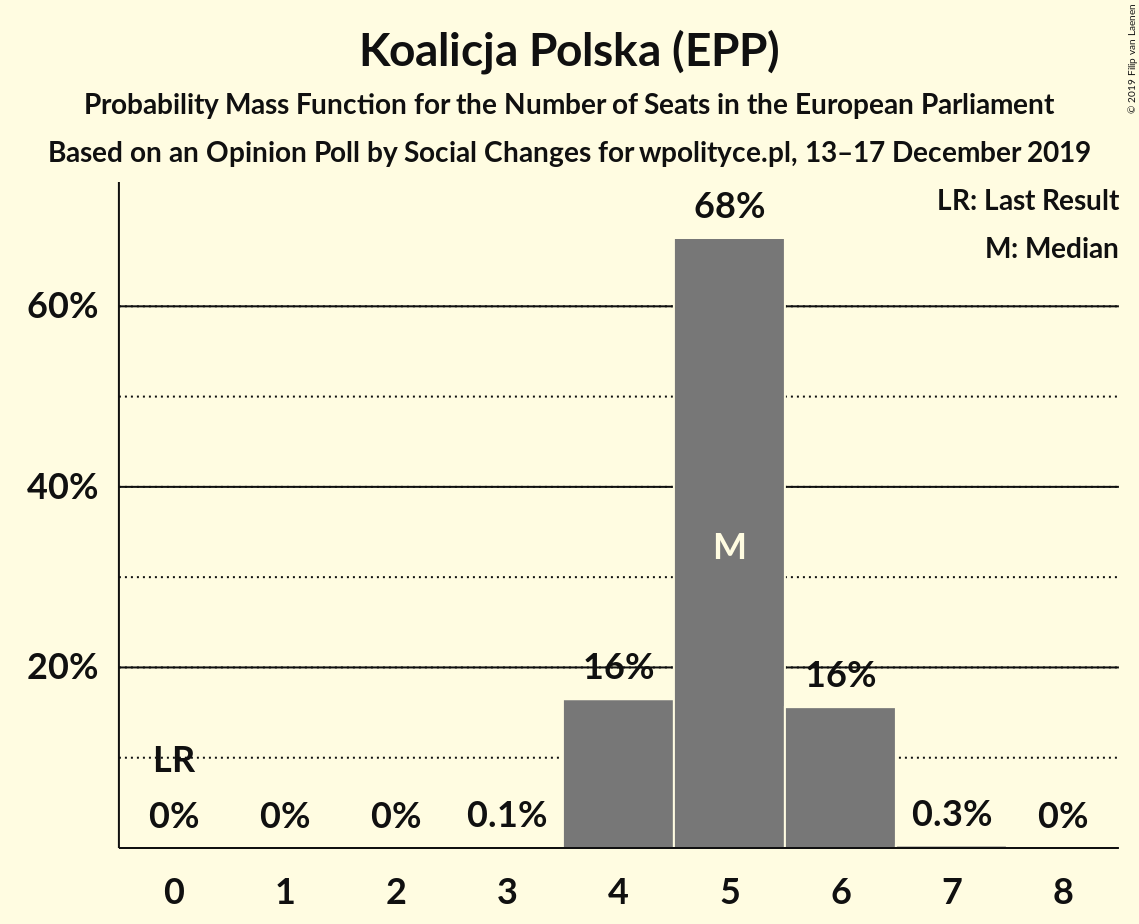 © 2019 Filip van Laenen
Koalicja Polska (EPP)
Probability Mass Function for the Number of Seats in the European Parliament
Based on an Opinion Poll by Social Changes for wpolityce.pl, 13–17 December 2019
LR: Last Result
M: Median
60%
40%
20%
LR
0%
0%
0%
0.1%
16%
68%
M
16%
0.3%
0%
0 1 2 3 4 5 6 7 8